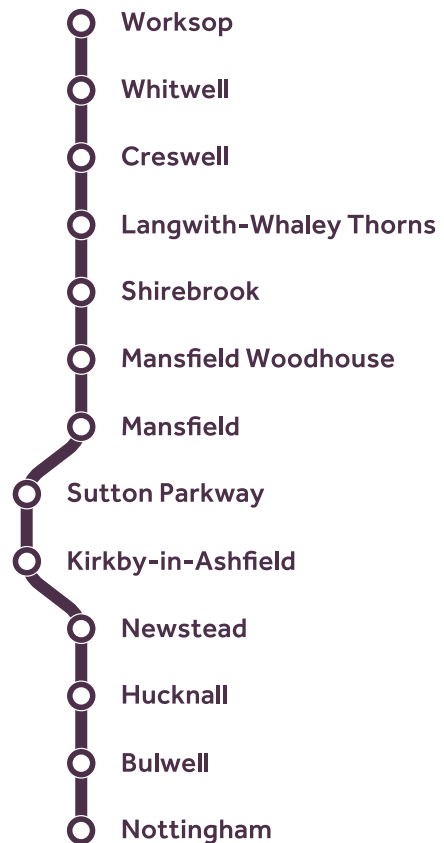 Worksop
Whitwell
Creswell
Langwith-Whaley Thorns
Shirebrook
Mansfield Woodhouse
Mansfield
Sutton Parkway
Kirkby-in-Ashfield
Newstead
Hucknall
Bulwell
Nottingham